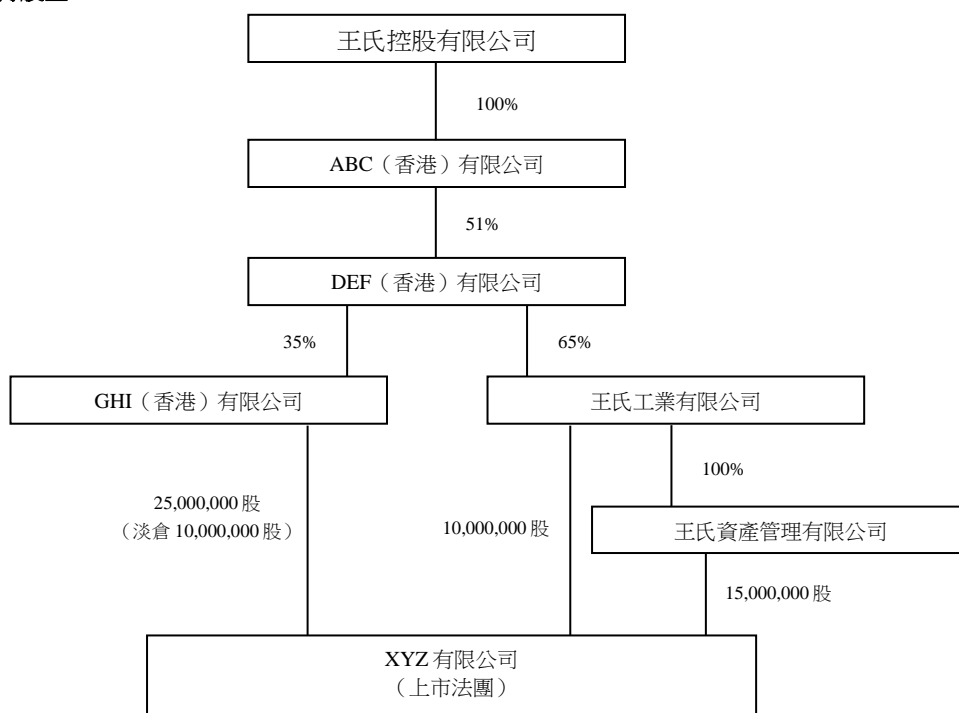 王氏控股有限公司
100%
ABC（香港）有限公司
51%
DEF（香港）有限公司
35%
65%
GHI（香港）有限公司
王氏工業有限公司
100%
25,000,000 股
（淡倉 10,000,000 股）
10,000,000 股
王氏資產管理有限公司
15,000,000 股
XYZ 有限公司
（上市法團）